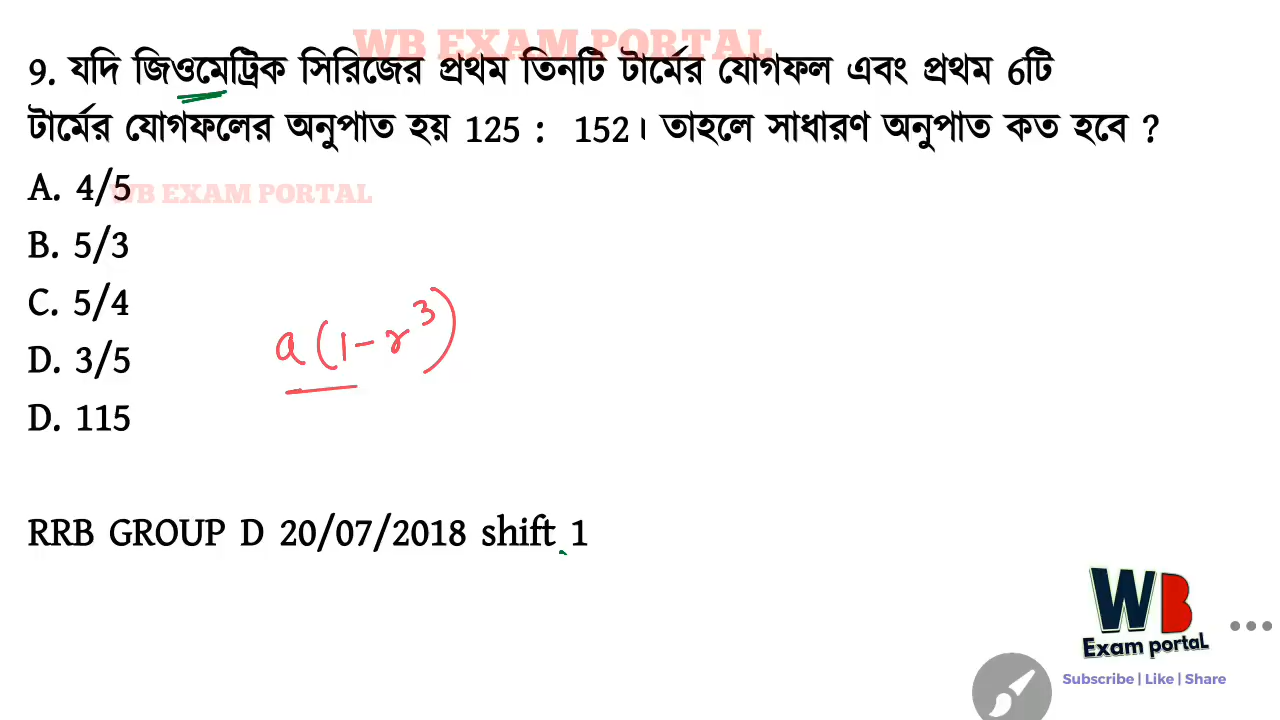 WB EXAM PORTAL
9. যদি জিওমেট্রিক সিরিজের প্রথম তিনটি টার্মের যোগফল এবং প্রথম 6টি
টার্মের যোগফলের অনুপাত হয় 125 : 152। তাহলে সাধারণ অনুপাত কত হবে ?
A. 4/5
WB EXAM PORTAL
B. 5/3
C. 5/4
a(1-r³)
D. 3/5
D. 115
RRB GROUP D 20/07/2018 shift 1
WB
Exam portaL
Subscribe | Like | Share